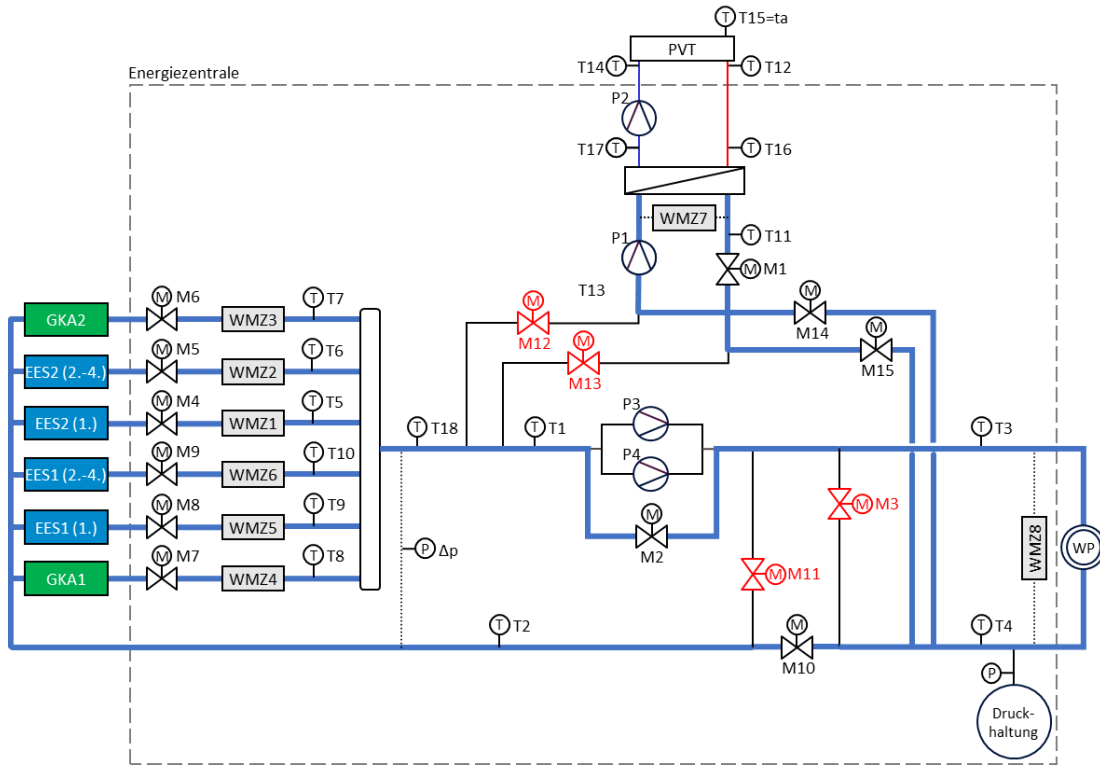 T15=ta
T
PVT
T14
T
T
T12
Energiezentrale
P2
T17
T
T
T16
WMZ7
P1
T
T11
M
M1
T13
M
M6
T
T7
GKA2
WMZ3
M
M12
M
M14
M
M15
M
M13
M
M5
T
T6
EES2 (2.-4.)
WMZ2
M
M4
T
T5
EES2 (1.)
WMZ1
P3
T
T18
T
T1
T
T3
M
M9
T
T10
EES1 (2.-4.)
WMZ6
P4
M
M3
M
M8
T
T9
EES1 (1.)
WMZ5
M
M2
P
Δp
WMZ8
WP
M
M7
T
T8
GKA1
WMZ4
M
M11
T
T2
M
M10
T
T4
P
Druck-
haltung